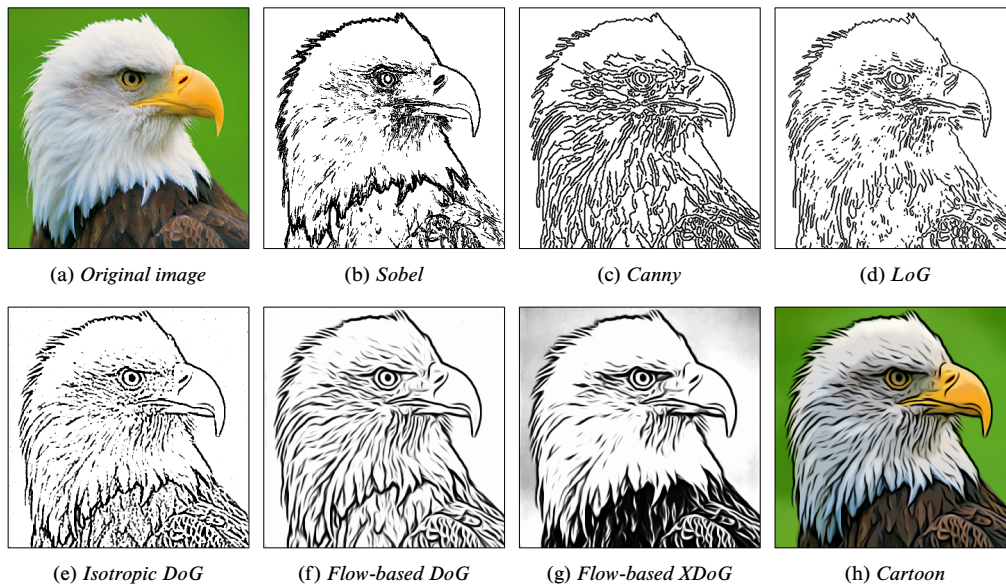 (a) Original image
(b) Sobel
(c) Canny
(d) LoG
(e) Isotropic DoG
(f) Flow-based DoG
(g) Flow-based XDoG
(h) Cartoon